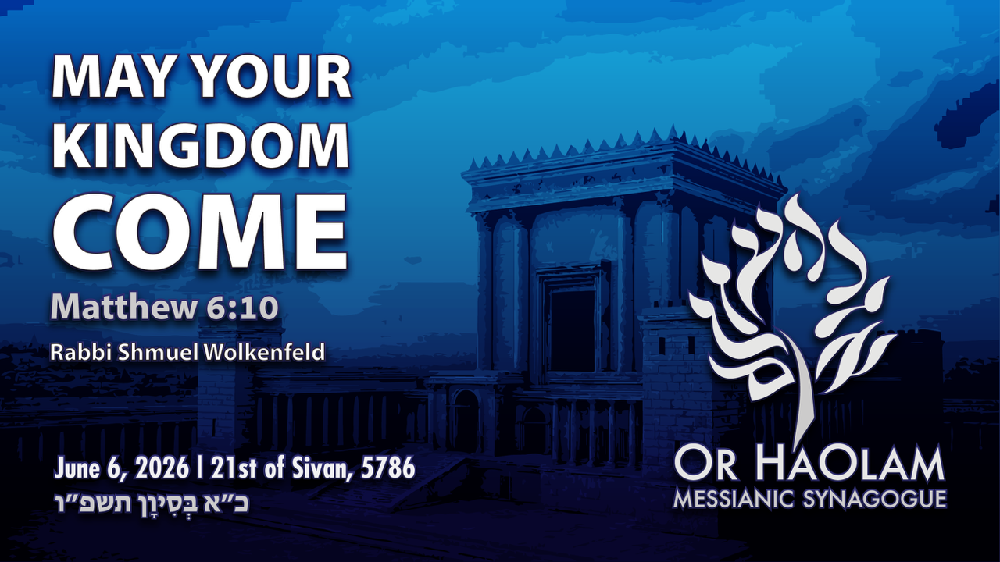 MAY YOUR
KINGDOM
COME
Matthew 6:10
Rabbi Shmuel Wolkenfeld
June 6, 2026 | 21st of Sivan, 5786
כ״א בְּסִיוָן תשפ״ו
OR HAOLAM
MESSIANIC SYNAGOGUE